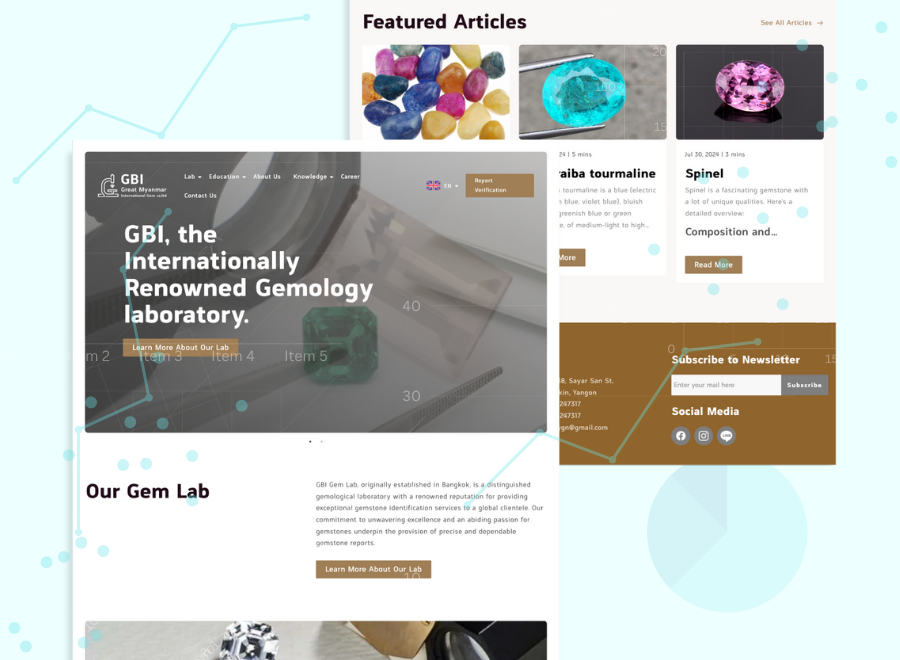 Featured Articles
See All Articles →
20
160
15
24 | 5 mins
raiba tourmaline
tourmaline is a blue (electric
blue, violet blue), bluish
greenish blue or green
of medium-light to high...
More
Jul 30, 2024 | 3 mins
Spinel
Spinel is a fascinating gemstone with
a lot of unique qualities. Here's a
detailed overview:
Composition and...
Read More
GBI
Great Myanmar
International Gem Lab
Lab
Education
About Us
Knowledge
Career
Contact Us
EN
Report
Verification
GBI, the
Internationally
Renowned Gemology
laboratory.
Learn More About Our Lab
m 2
Item 3
Item 4
Item 5
40
30
Our Gem Lab
GBI Gem Lab, originally established in Bangkok, is a distinguished
gemological laboratory with a renowned reputation for providing
exceptional gemstone identification services to a global clientele. Our
commitment to unwavering excellence and an abiding passion for
gemstones underpin the provision of precise and dependable
gemstone reports.
Learn More About Our Lab
10
8, Sayar San St,
kin, Yangon
247317
247317
ygn@gmail.com
0
15
Subscribe to Newsletter
Enter your mail here
Subscribe
Social Media
LINE